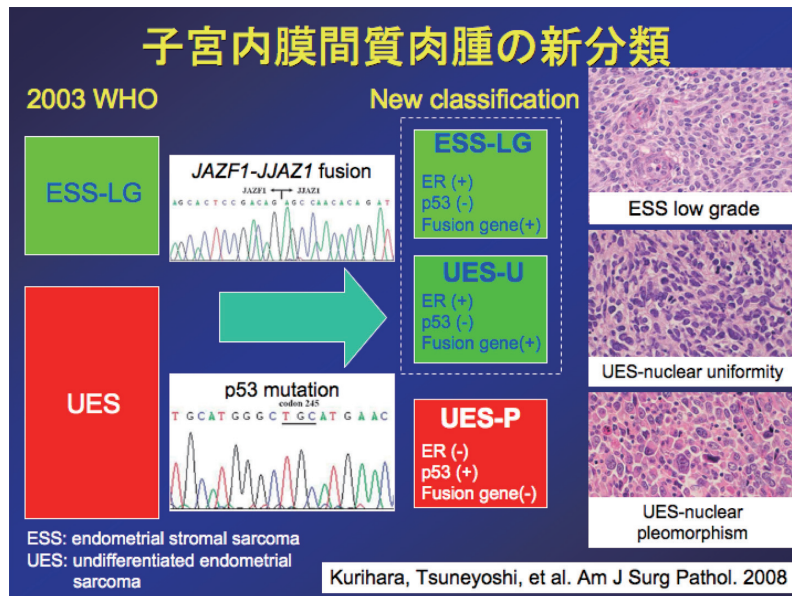 子宮内膜間質肉腫の新分類
2003 WHO
New classification
ESS-LG
JAZF1-JJAZ1 fusion
JAZF1 JJAZ1
A G C A C T C C G A C A G A G C C A A C A C A G A T
ESS-LG
ER (+)
p53 (-)
Fusion gene(+)
ESS low grade
UES-U
ER (+)
p53 (-)
Fusion gene(+)
UES-nuclear uniformity
UES
p53 mutation
codon 245
T G C A T G G G C T G C A T G A A C
UES-P
ER (-)
p53 (+)
Fusion gene(-)
UES-nuclear
pleomorphism
ESS: endometrial stromal sarcoma
UES: undifferentiated endometrial
sarcoma
Kurihara, Tsuneyoshi, et al. Am J Surg Pathol. 2008